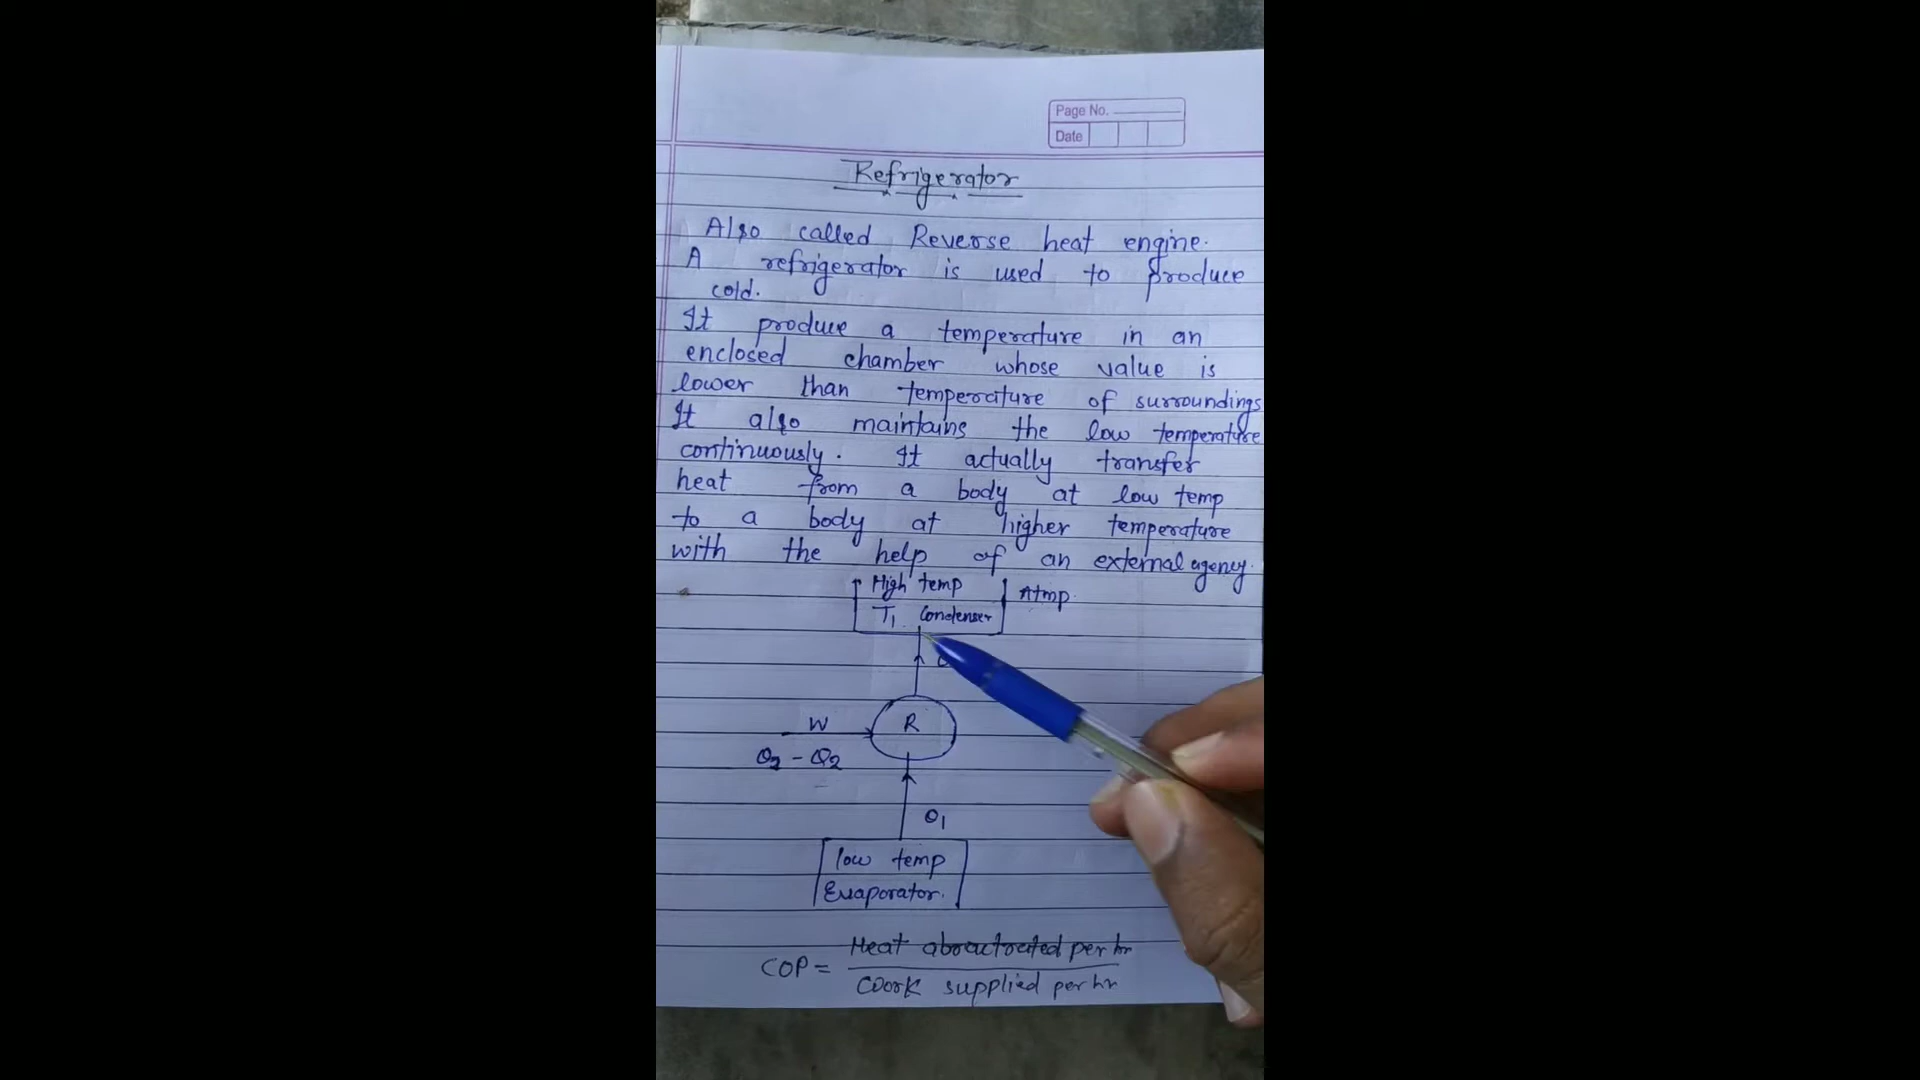 Page No.
Date
Refrigerator
Also called Reverse heat engine.
A refrigerator is used to produce
cold.
It produce a temperature in an
enclosed chamber whose value is
lower than temperature of surroundings
It also maintains the low temperature
continuously. It actually transfer
heat from a body at low temp
to a body at higher temperature
with the help of an external agency.
High temp Atmp.
T1 Condenser
W R
Q2 - Q2
Q1
low temp
Evaporator.
COP = Heat per hr
supplied per hr